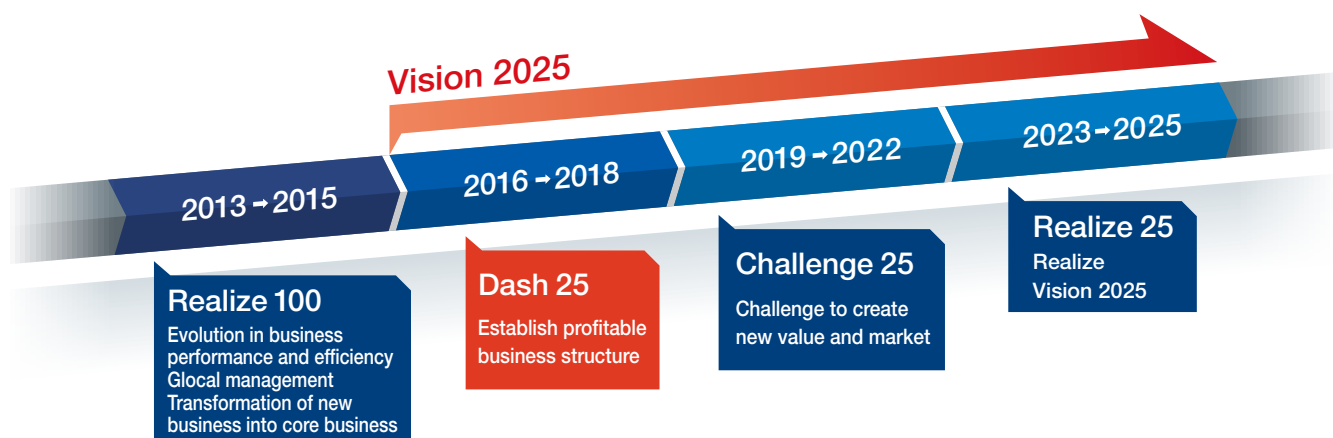 Vision 2025
2013→2015
2016→2018
2019→2022
2023→2025
Realize 100
Evolution in business
performance and efficiency
Glocal management
Transformation of new
business into core business
Dash 25
Establish profitable
business structure
Challenge 25
Challenge to create
new value and market
Realize 25
Realize
Vision 2025